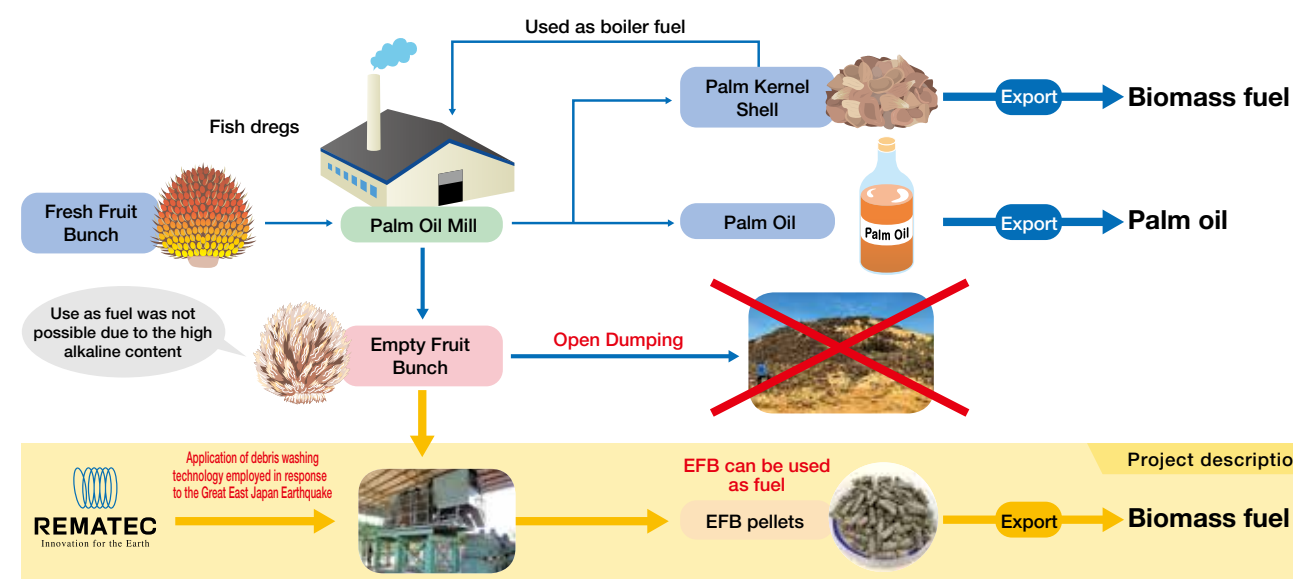 Used as boiler fuel
Palm Kernel
Shell
Export
Biomass fuel
Fish dregs
Fresh Fruit
Bunch
Palm Oil Mill
Palm Oil
Palm Oil
Export
Palm oil
Use as fuel was not
possible due to the high
alkaline content
Empty Fruit
Bunch
Open Dumping
Project descriptio
REMATEC
Innovation for the Earth
Application of debris washing
technology employed in response
to the Great East Japan Earthquake
EFB can be used
as fuel
EFB pellets
Export
Biomass fuel